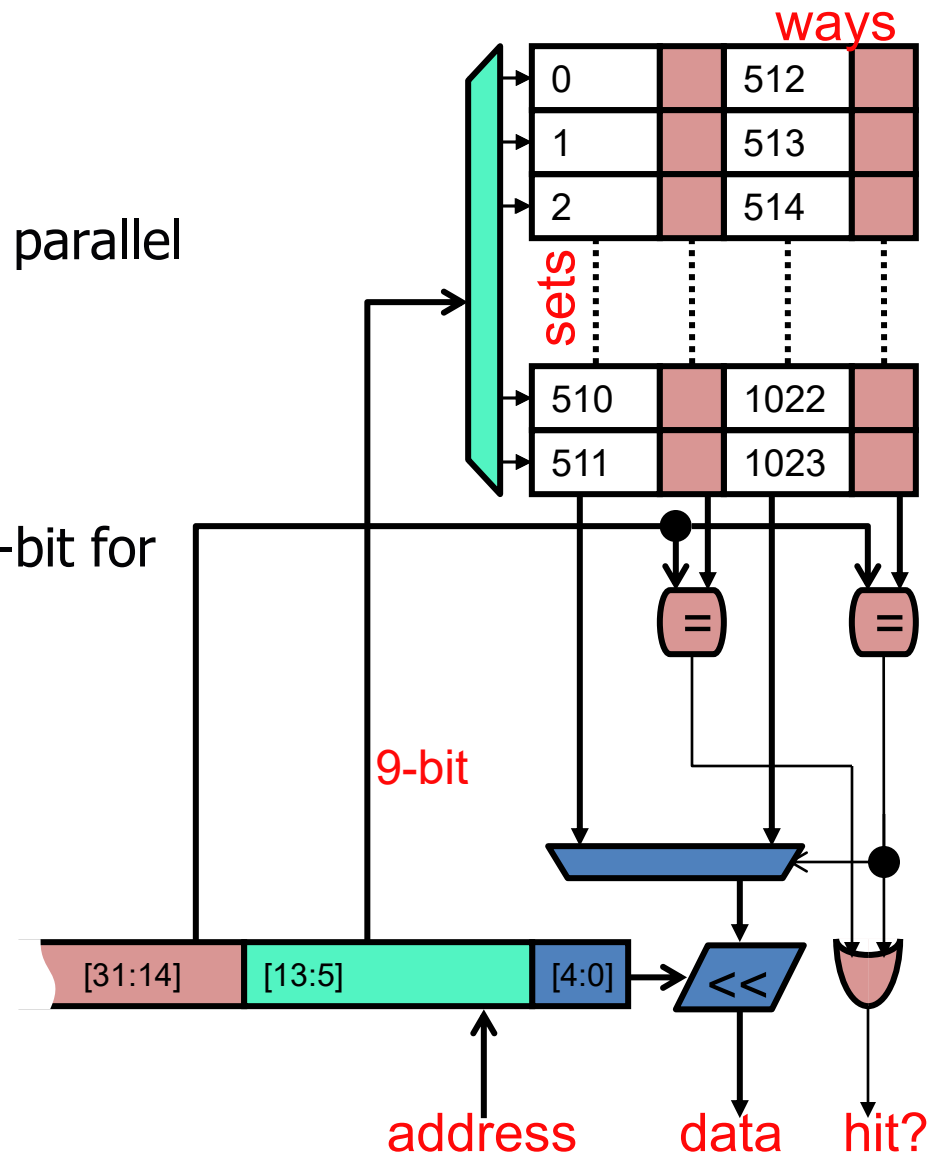 ways
0 512
1 513
2 514
parallel
sets
510 1022
511 1023
-bit for
= =
9-bit
[31:14] [13:5] [4:0] <<
address data hit?